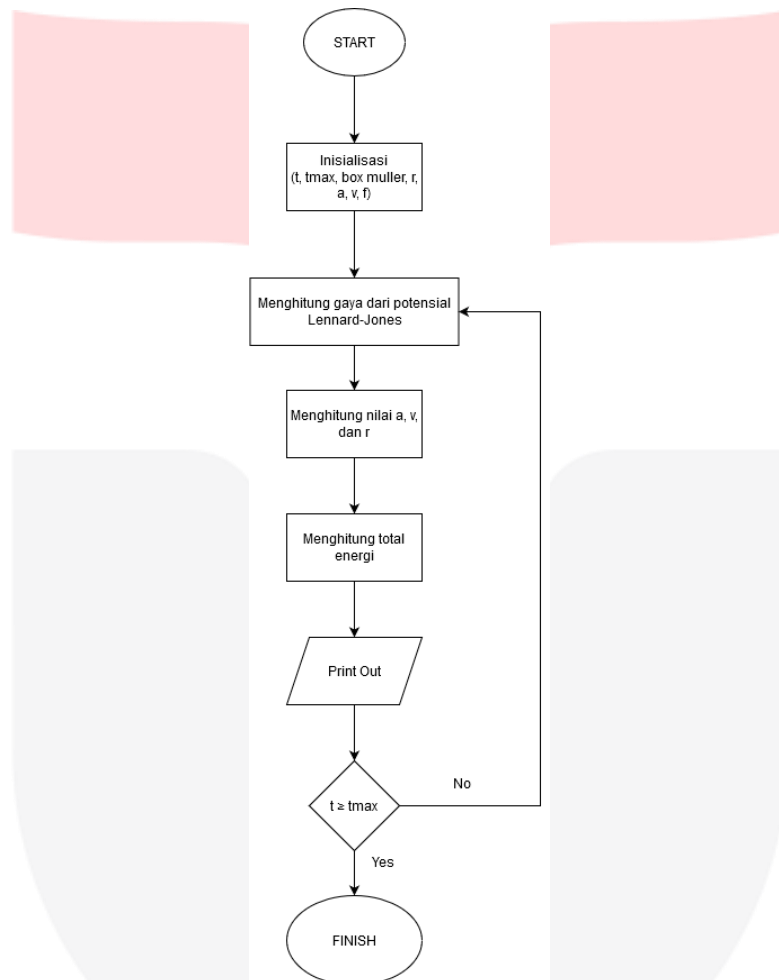 START
Inisialisasi
(t, tmax, box muller, r,
a, v, f)
Menghitung gaya dari potensial
Lennard-Jones
Menghitung nilai a, v,
dan r
Menghitung total
energi
Print Out
No
t ≥ tmax
Yes
FINISH